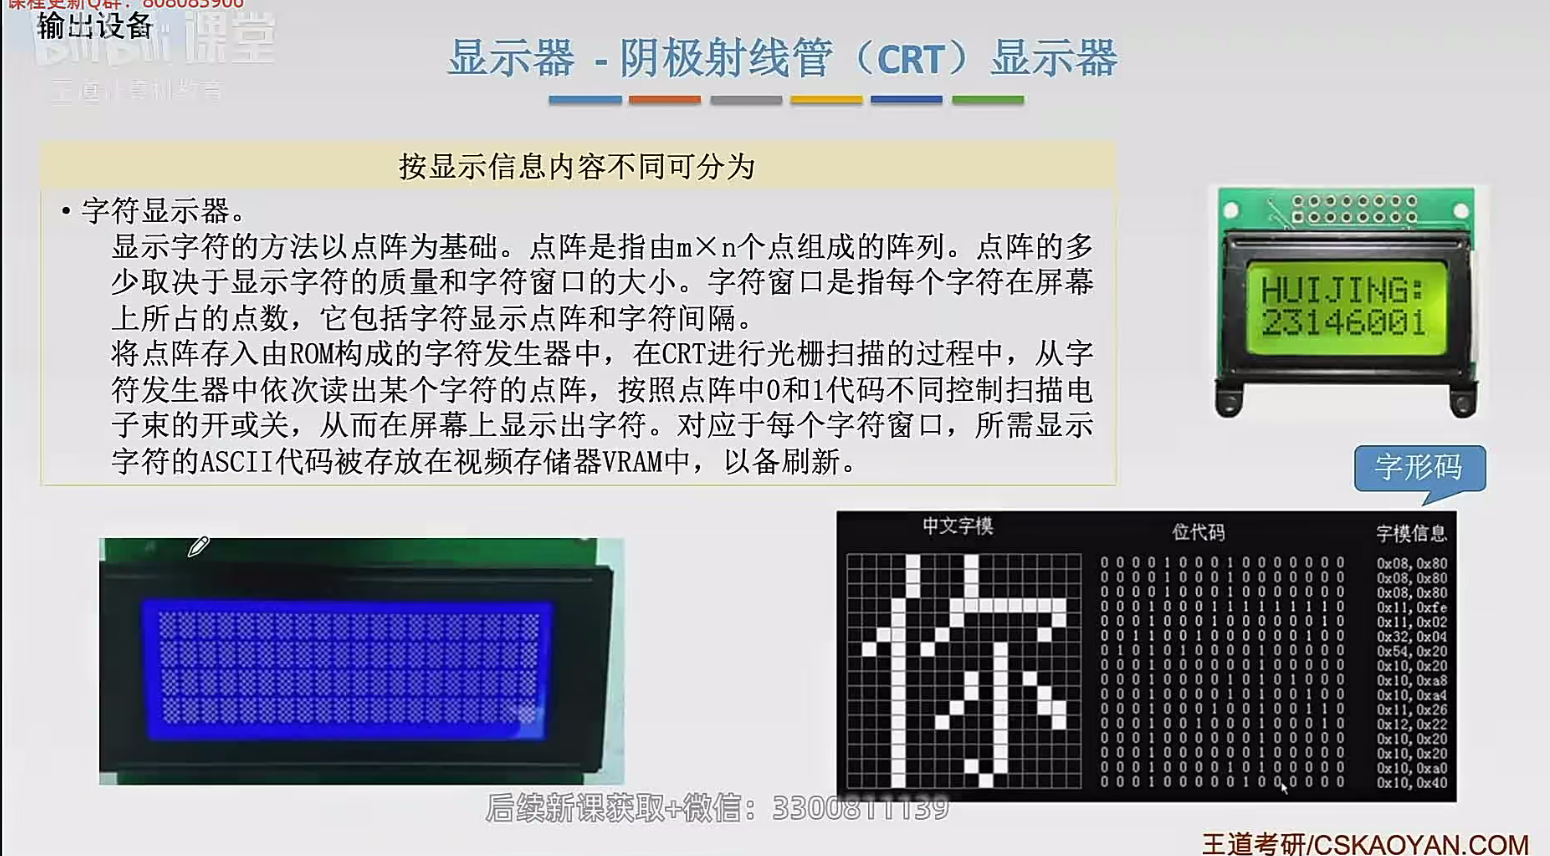 课程更新Q群：808083906
输出设备
课堂
王道计算机教育
显示器 - 阴极射线管（CRT）显示器
按显示信息内容不同可分为
• 字符显示器。
显示字符的方法以点阵为基础。点阵是指由m×n个点组成的阵列。点阵的多
少取决于显示字符的质量和字符窗口的大小。字符窗口是指每个字符在屏幕
上所占的点数，它包括字符显示点阵和字符间隔。
将点阵存入由ROM构成的字符发生器中，在CRT进行光栅扫描的过程中，从字
符发生器中依次读出某个字符的点阵，按照点阵中0和1代码不同控制扫描电
子束的开或关，从而在屏幕上显示出字符。对应于每个字符窗口，所需显示
字符的ASCII代码被存放在视频存储器VRAM中，以备刷新。
HUIJING:
23146001
字形码
中文字模 位代码 字模信息
0 0 0 0 1 0 0 0 1 0 0 0 0 0 0 0 0x08,0x80
0 0 0 0 1 0 0 0 1 0 0 0 0 0 0 0 0x08,0x80
0 0 0 0 1 0 0 0 1 0 0 0 0 0 0 0 0x08,0x80
0 0 0 1 0 0 0 1 1 1 1 1 1 1 1 0 0x11,0xfe
0 0 0 1 0 0 0 1 0 0 0 0 0 0 1 0 0x11,0x02
0 0 1 1 0 0 1 0 0 0 0 0 0 1 0 0 0x32,0x04
0 1 0 1 0 1 0 0 0 0 1 0 0 0 0 0 0x54,0x20
0 0 0 1 0 0 0 0 0 0 1 0 0 0 0 0 0x10,0x20
0 0 0 1 0 0 0 0 1 0 1 0 1 0 0 0 0x10,0xa8
0 0 0 1 0 0 0 0 1 0 1 0 0 1 0 0 0x10,0xa4
0 0 0 1 0 0 0 1 0 0 1 0 0 1 1 0 0x11,0x26
0 0 0 1 0 0 1 0 0 0 1 0 0 0 1 0 0x12,0x22
0 0 0 1 0 0 0 0 0 0 1 0 0 0 0 0 0x10,0x20
0 0 0 1 0 0 0 0 0 0 1 0 0 0 0 0 0x10,0x20
0 0 0 1 0 0 0 0 1 0 1 0 0 0 0 0 0x10,0xa0
0 0 0 1 0 0 0 0 0 1 0 0 0 0 0 0 0x10,0x40
后续新课获取+微信：3300811139
王道考研/CSKAOYAN.COM